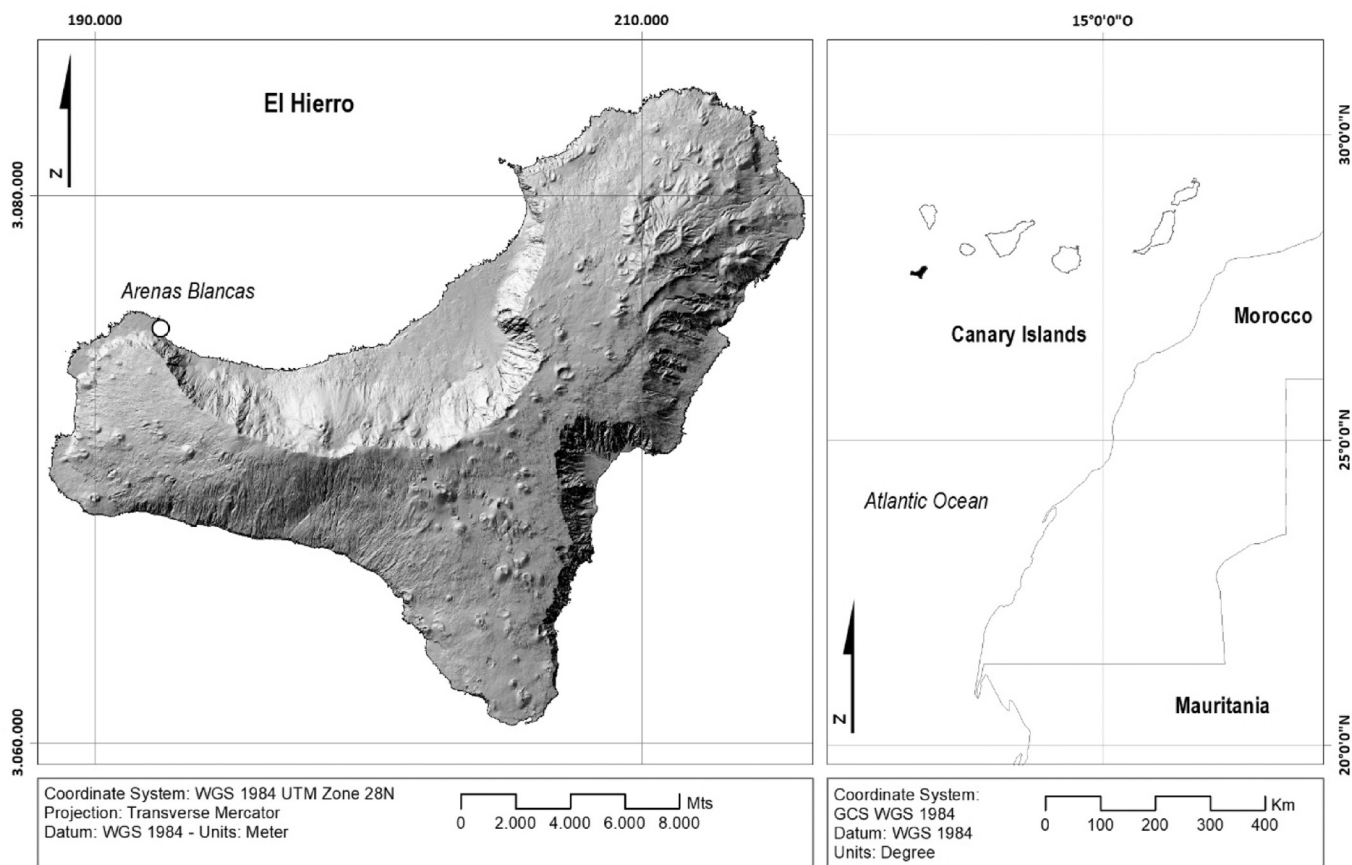 190.000
210.000
15°0'0"O
El Hierro
N
3.080.000
Arenas Blancas
3.060.000
30°0'0"N
Canary Islands
Morocco
25°0'0"N
Atlantic Ocean
N
Mauritania
20°0'0"N
Coordinate System: WGS 1984 UTM Zone 28N
Projection: Transverse Mercator
Datum: WGS 1984 - Units: Meter
Mts
0 2.000 4.000 6.000 8.000
Coordinate System:
GCS WGS 1984
Datum: WGS 1984
Units: Degree
Km
0 100 200 300 400